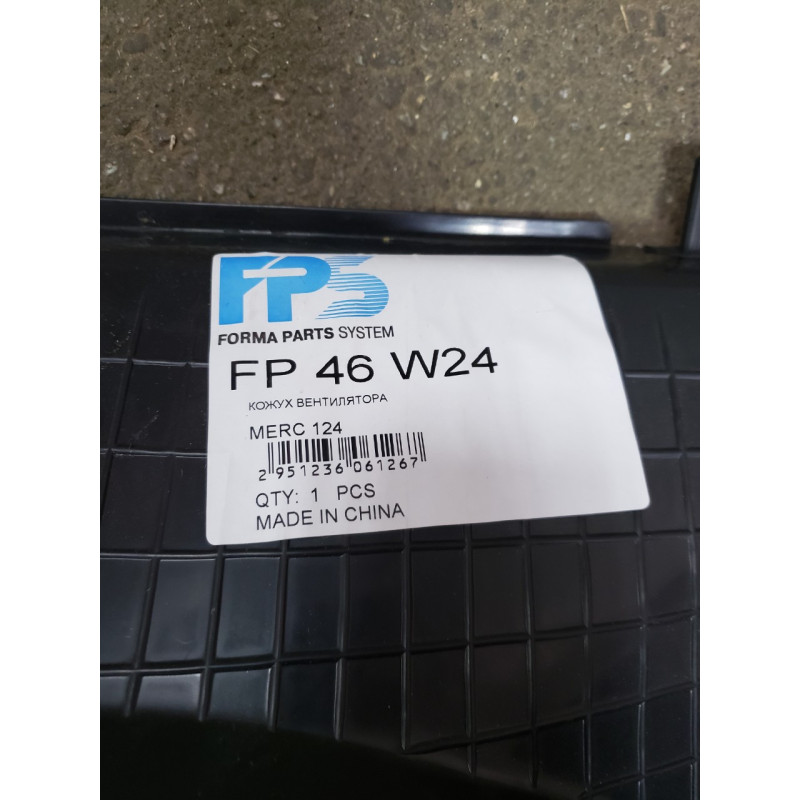 FPS
FORMA PARTS SYSTEM
FP 46 W24
КОЖУХ ВЕНТИЛЯТОРА
MERC 124
2 951236 061267
QTY: 1 PCS
MADE IN CHINA